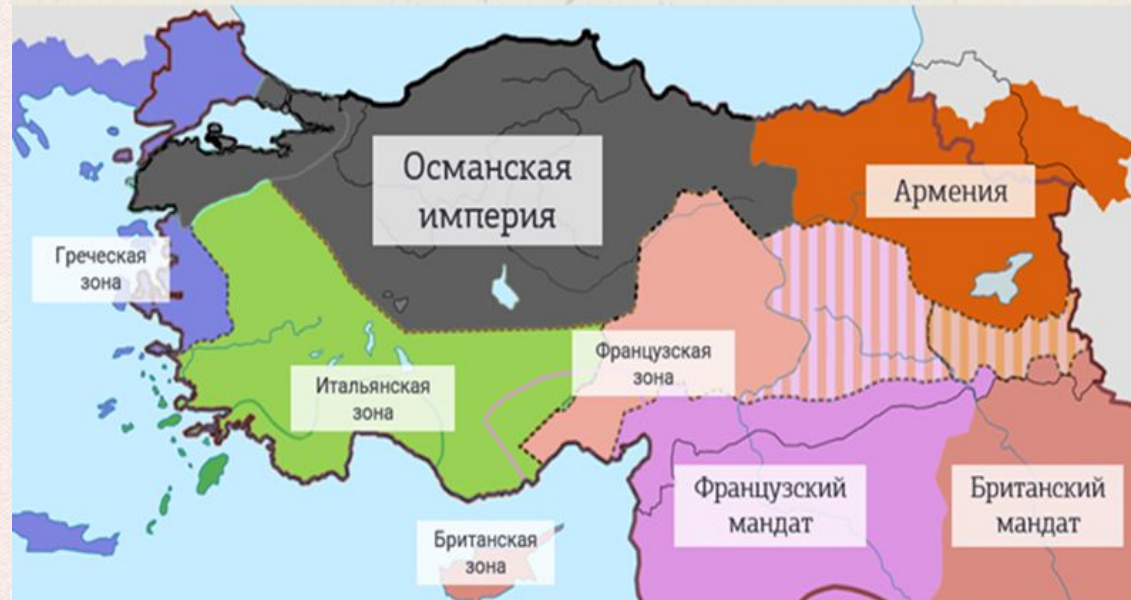 Османская
империя
Армения
Греческая
зона
Французская
зона
Итальянская
зона
Французский
мандат
Британский
мандат
Британская
зона